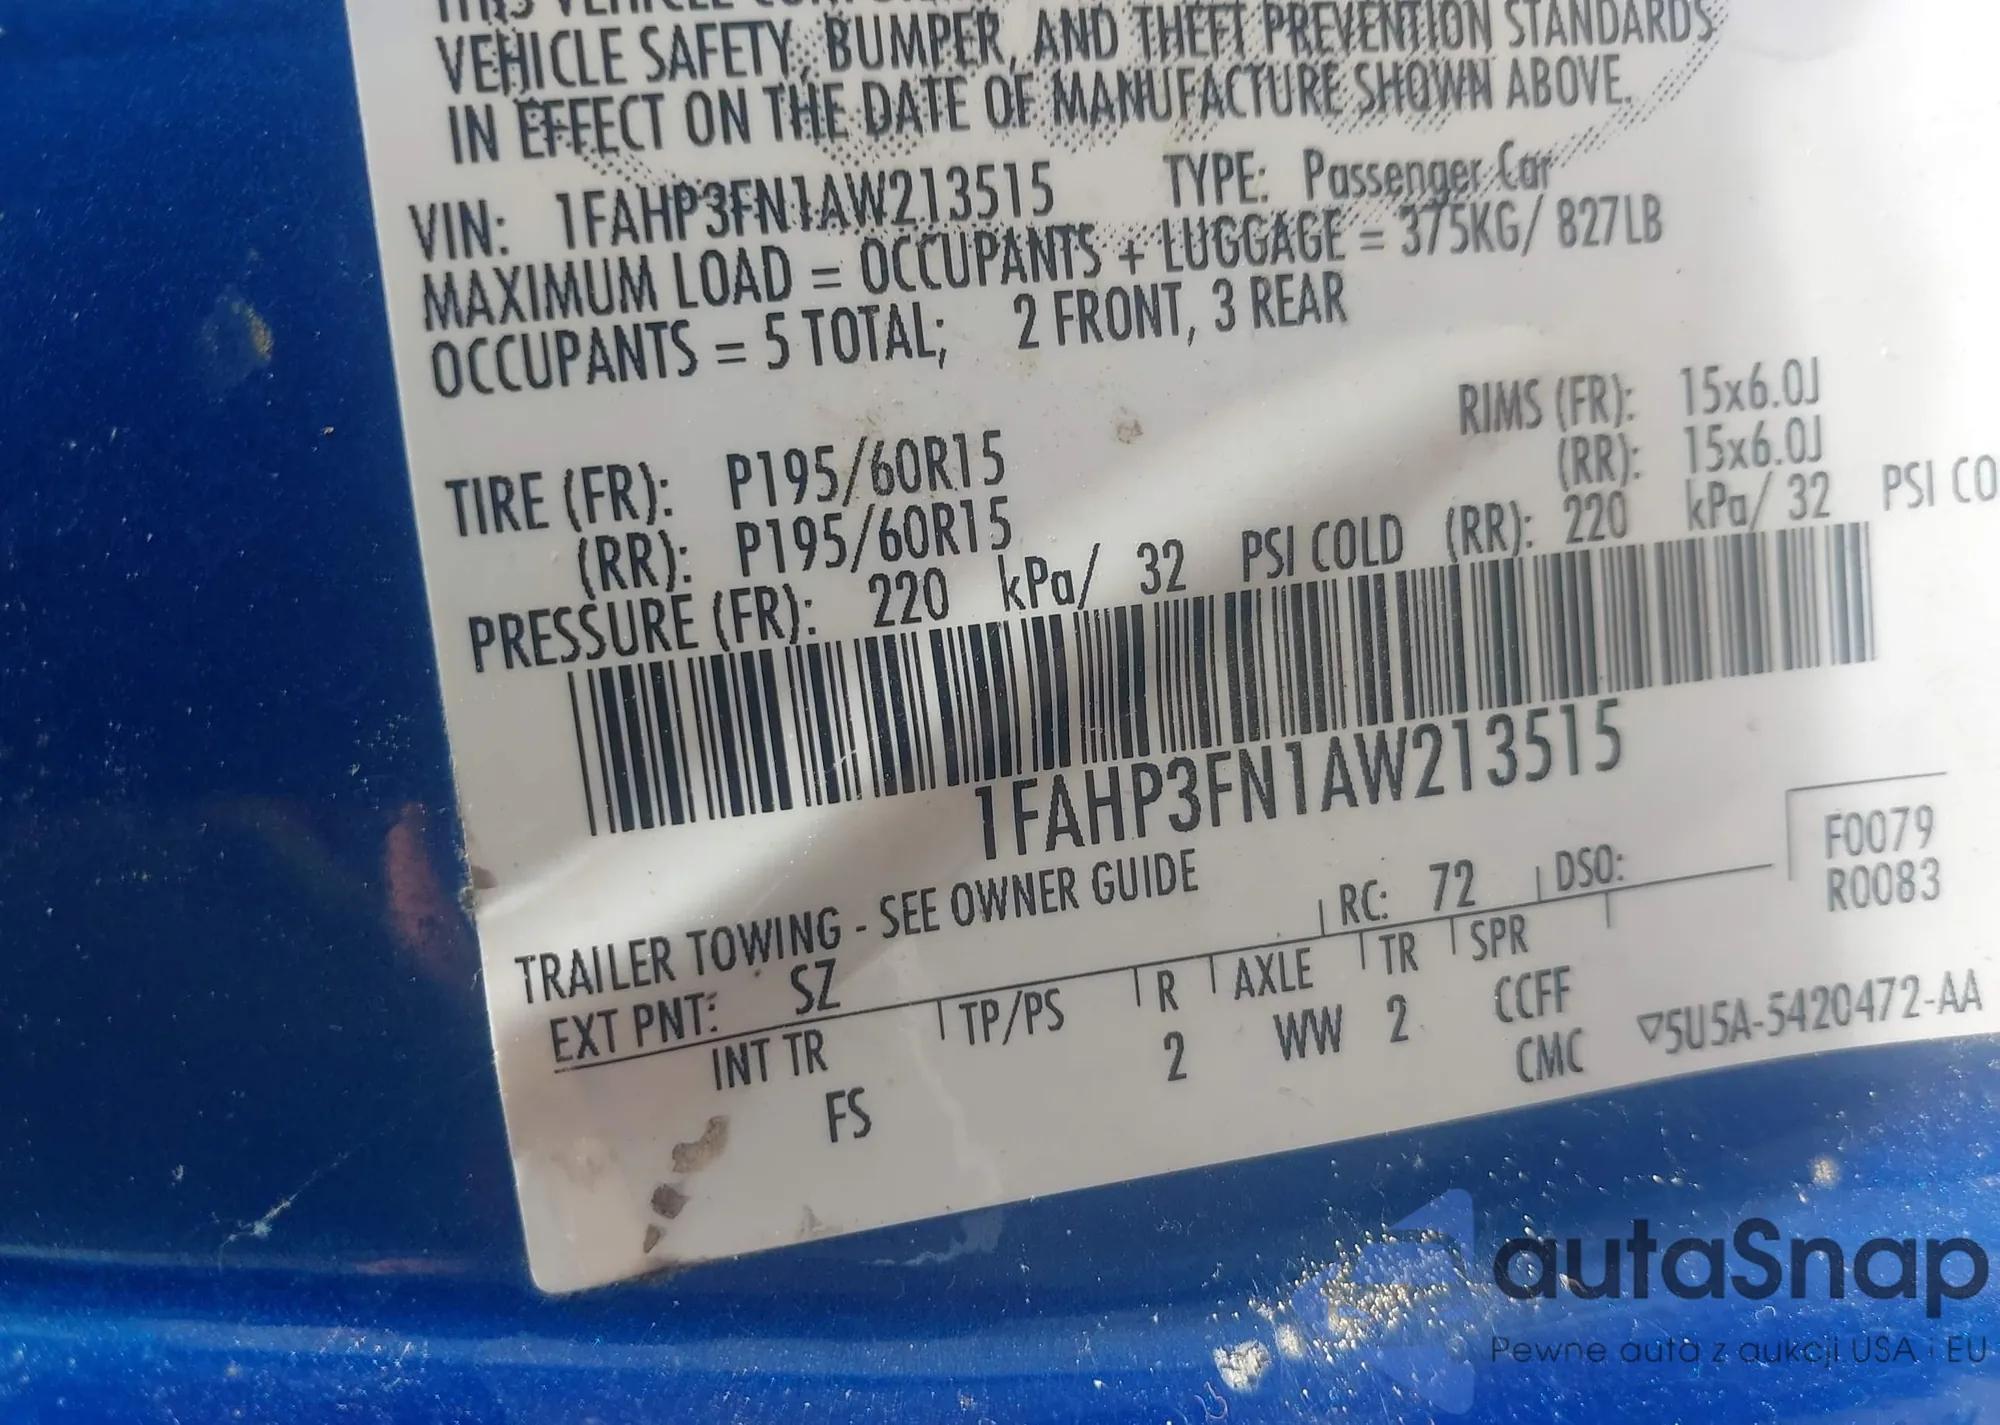 VEHICLE SAFETY, BUMPER, AND THEFT PREVENTION STANDARDS
IN EFFECT ON THE DATE OF MANUFACTURE SHOWN ABOVE.
VIN: 1FAHP3FN1AW213515 TYPE: Passenger Car
MAXIMUM LOAD = OCCUPANTS + LUGGAGE = 375KG/ 827LB
OCCUPANTS = 5 TOTAL; 2 FRONT, 3 REAR
TIRE (FR): P195/60R15 RIMS (FR): 15x6.0J
(RR): P195/60R15 (RR): 15x6.0J
PRESSURE (FR): 220 kPa/ 32 PSI COLD (RR): 220 kPa/ 32 PSI CO
1FAHP3FN1AW213515
F0079
R0083
TRAILER TOWING - SEE OWNER GUIDE
EXT PNT: SZ RC: 72 DSO:
INT TR TP/PS R AXLE TR SPR
FS 2 WW 2 CCFF
CMC ▽5U5A-5420472-AA
autaSnap
Pewne auta z aukcji USA i EU